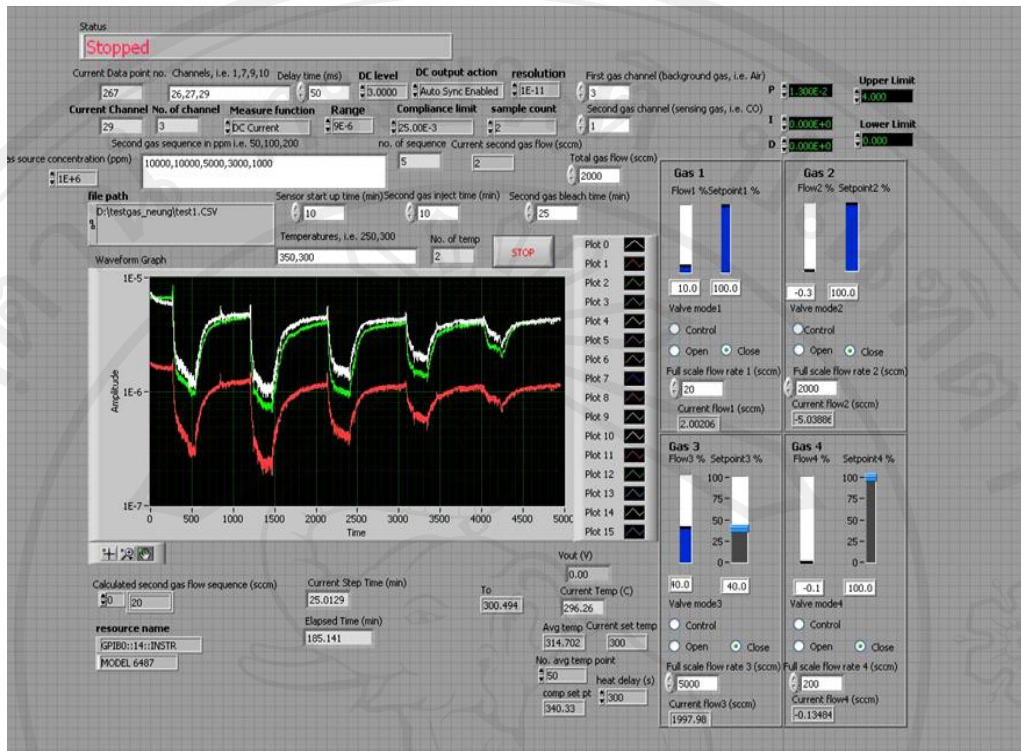 Status
Stopped
Current Data point no. Channels, i.e. 1,7,9,10 Delay time (ms) DC level DC output action resolution First gas channel (background gas, i.e. Air)
267 26,27,29 50 3.0000 Auto Sync Enabled 1E-11 3
P 1.300E-2 Upper Limit 4.000
Current Channel No. of channel Measure function Range Compliance limit sample count Second gas channel (sensing gas, i.e. CO)
29 3 DC Current 9E-6 25.00E-3 2 1
I 0.000E+0 Lower Limit
D 0.000E+0 0.000
Second gas sequence in ppm i.e. 50,100,200 no. of sequence Current second gas flow (sccm)
as source concentration (ppm) 10000,10000,5000,3000,1000 5 2 Total gas flow (sccm)
1E+6 2000
file path Sensor start up time (min) Second gas inject time (min) Second gas bleach time (min)
D:\testgas_neung\test1.CSV 10 10 25
Temperatures, i.e. 250,300 No. of temp
350,300 2 STOP
Waveform Graph
Plot 0
Plot 1
Plot 2
Plot 3
Plot 4
Plot 5
Plot 6
Plot 7
Plot 8
Plot 9
Plot 10
Plot 11
Plot 12
Plot 13
Plot 14
Plot 15
1E-5
1E-6
1E-7
Amplitude
0 500 1000 1500 2000 2500 3000 3500 4000 4500 5000
Time
Gas 1
Flow1 % Setpoint1 %
10.0 100.0
Valve mode1
Control
Open Close
Full scale flow rate 1 (sccm)
20
Current flow1 (sccm)
2.00206
Gas 2
Flow2 % Setpoint2 %
-0.3 100.0
Valve mode2
Control
Open Close
Full scale flow rate 2 (sccm)
2000
Current flow2 (sccm)
-5.03886
Gas 3
Flow3 % Setpoint3 %
100
75
50
25
0
40.0 40.0
Valve mode3
Control
Open Close
Full scale flow rate 3 (sccm)
5000
Current flow3 (sccm)
1997.98
Gas 4
Flow4 % Setpoint4 %
100
75
50
25
0
-0.1 100.0
Valve mode4
Control
Open Close
Full scale flow rate 4 (sccm)
200
Current flow4 (sccm)
-0.13484
Calculated second gas flow sequence (sccm)
0 20
resource name
GPIB0::14::INSTR
MODEL 6487
Current Step Time (min)
25.0129
Elapsed Time (min)
185.141
To
300.494
Vout (V)
0.00
Current Temp (C)
296.26
Avg temp Current set temp
314.702 300
No. avg temp point
50 heat delay (s)
comp set pt 300
340.33